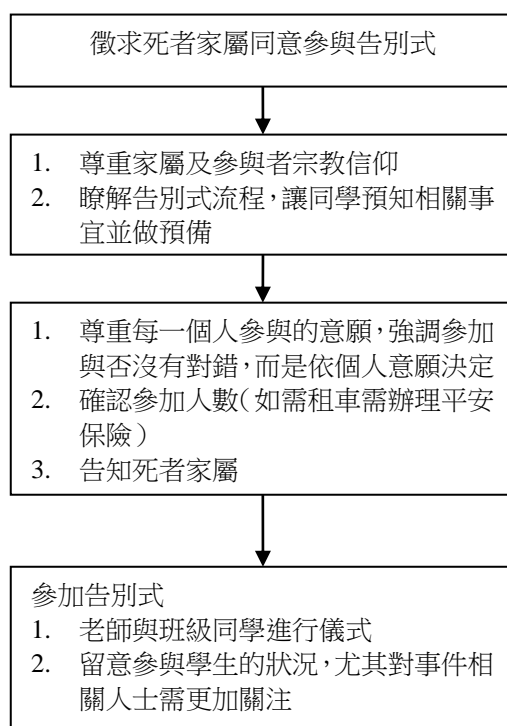 徵求死者家屬同意參與告別式
1. 尊重家屬及參與者宗教信仰
2. 瞭解告別式流程，讓同學預知相關事
宜並做預備
1. 尊重每一個人參與的意願，強調參加
與否沒有對錯，而是依個人意願決定
2. 確認參加人數（如需租車需辦理平安
保險）
3. 告知死者家屬
參加告別式
1. 老師與班級同學進行儀式
2. 留意參與學生的狀況，尤其對事件相
關人士需更加關注